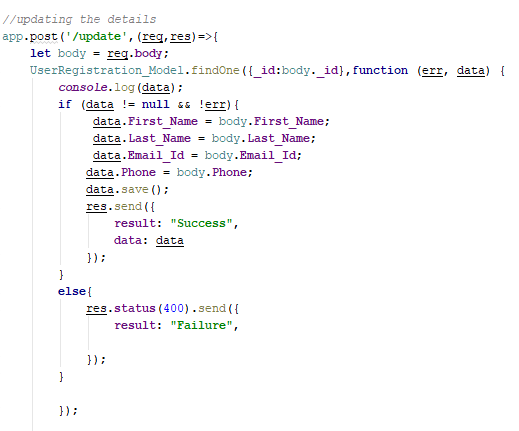 //updating the details
app.post('/update',(req,res)=>{
    let body = req.body;
    UserRegistration_Model.findOne({_id:body._id},function (err, data) {
        console.log(data);
        if (data != null && !err){
             data.First_Name = body.First_Name;
             data.Last_Name = body.Last_Name;
             data.Email_Id = body.Email_Id;
            data.Phone = body.Phone;
            data.save();
            res.send({
                result: "Success",
                data: data
            });
        }
        else{
            res.status(400).send({
                result: "Failure",
            });
        }
        });